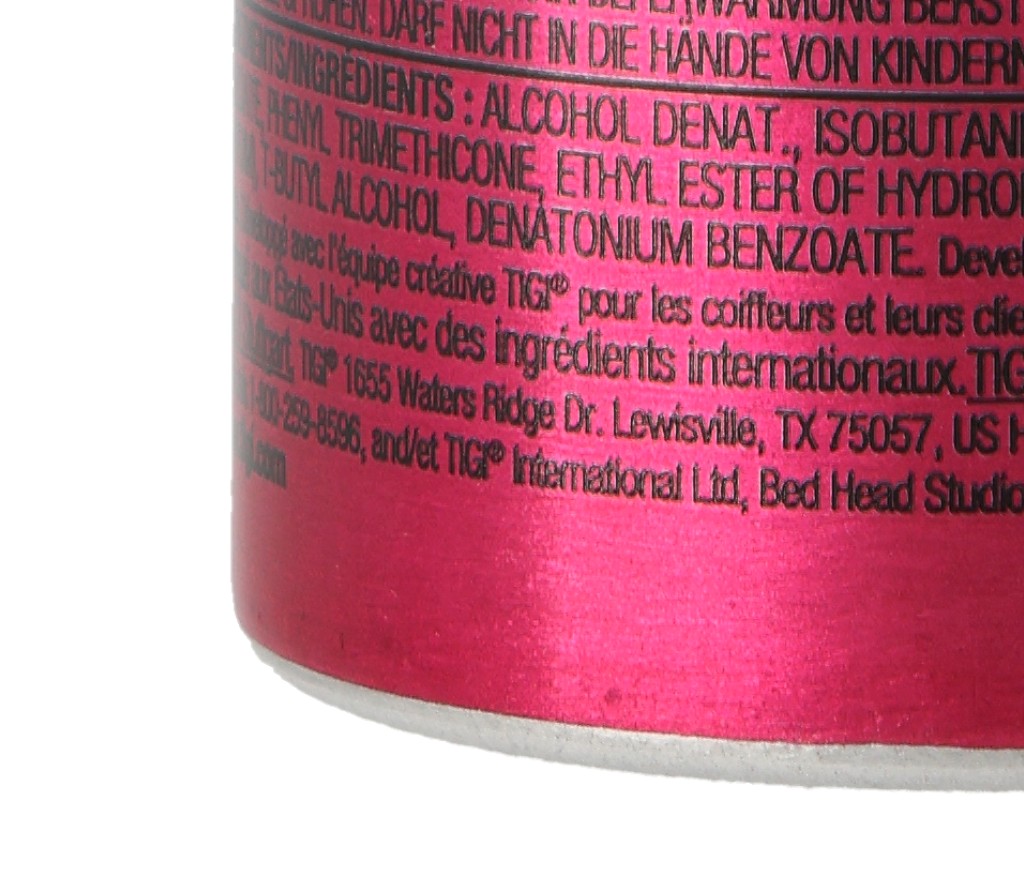 BERST
DARF NICHT IN DIE HÄNDE VON KINDERN
INGRÉDIENTS : ALCOHOL DENAT., ISOBUTAN
PHENYL TRIMETHICONE, ETHYL ESTER OF HYDRO
T-BUTYL ALCOHOL, DENATONIUM BENZOATE. Devel
avec l'équipe créative TIGI® pour les coiffeurs et leurs clie
aux États-Unis avec des ingrédients internationaux. TIG
TIGI® 1655 Waters Ridge Dr. Lewisville, TX 75057, US H
1-800-259-8596, and/et TIGI® International Ltd, Bed Head Studio
.com